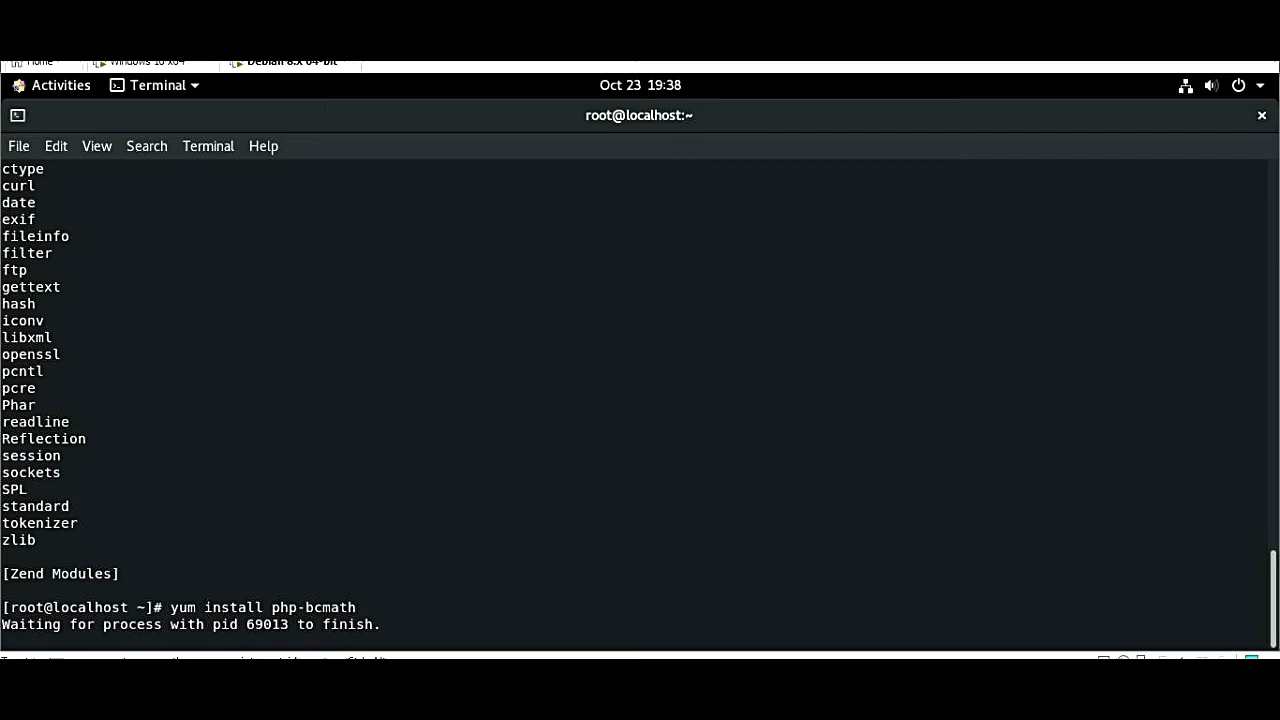 Home
Windows 10 x64
Debian 8.x 64-bit
Activities
Terminal
Oct 23 19:38
root@localhost:~
File Edit View Search Terminal Help
ctype
curl
date
exif
fileinfo
filter
ftp
gettext
hash
iconv
libxml
openssl
pcntl
pcre
Phar
readline
Reflection
session
sockets
SPL
standard
tokenizer
zlib
[Zend Modules]
[root@localhost ~]# yum install php-bcmath
Waiting for process with pid 69013 to finish.